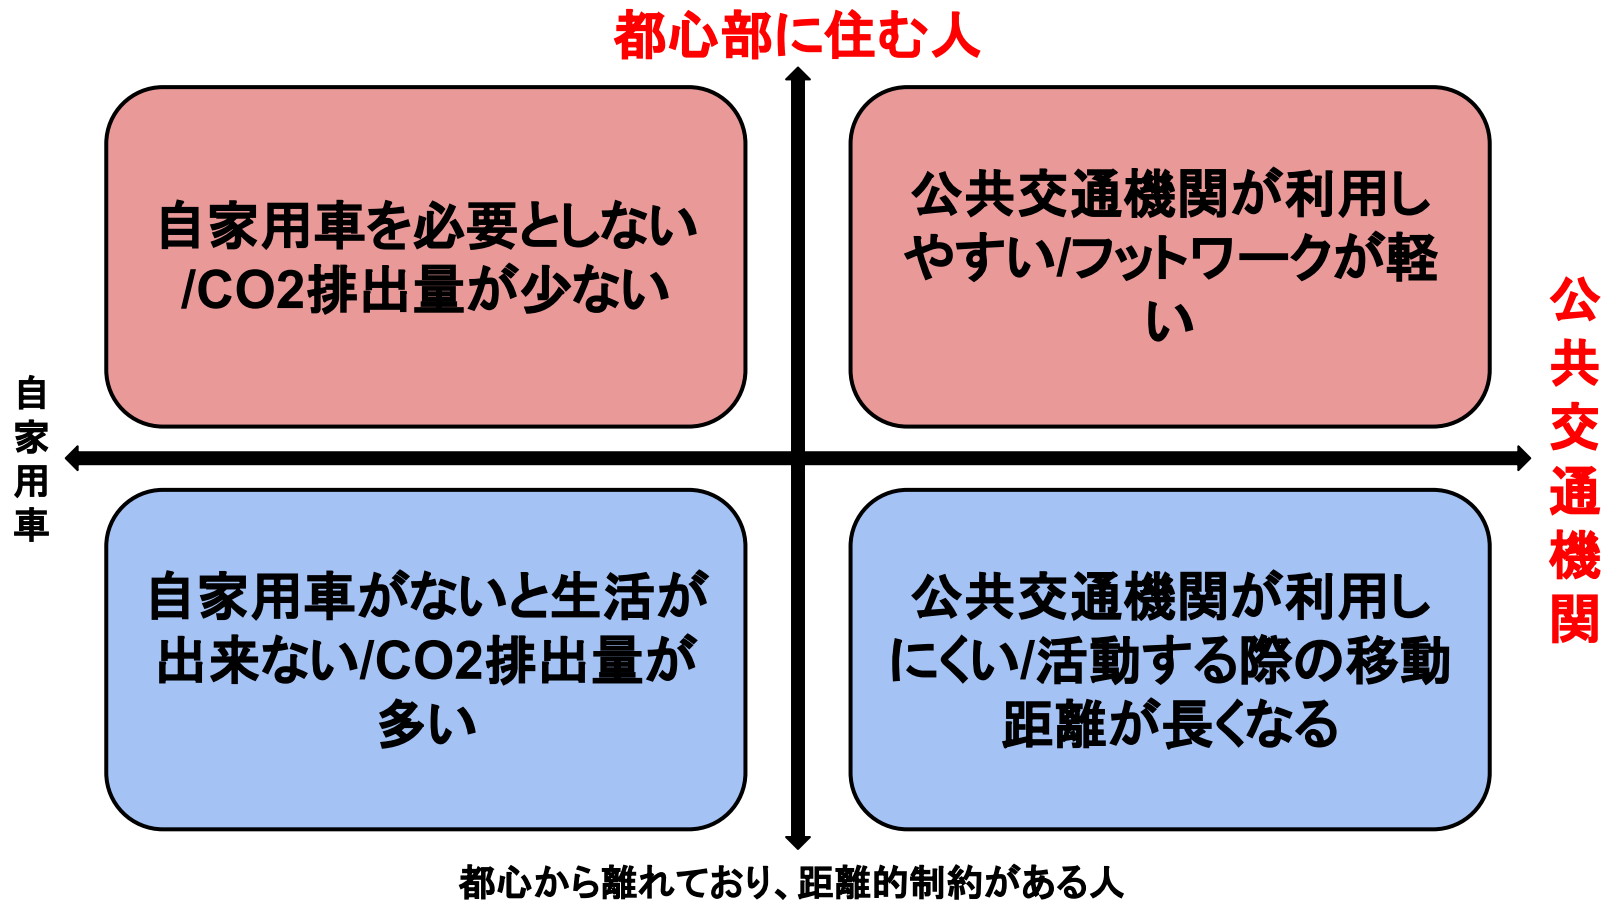 都心部に住む人
自家用車を必要としない
/CO2排出量が少ない
公共交通機関が利用し
やすい/フットワークが軽
い
自家用車
公共交通機関
自家用車がないと生活が
出来ない/CO2排出量が
多い
公共交通機関が利用し
にくい/活動する際の移動
距離が長くなる
都心から離れており、距離的制約がある人